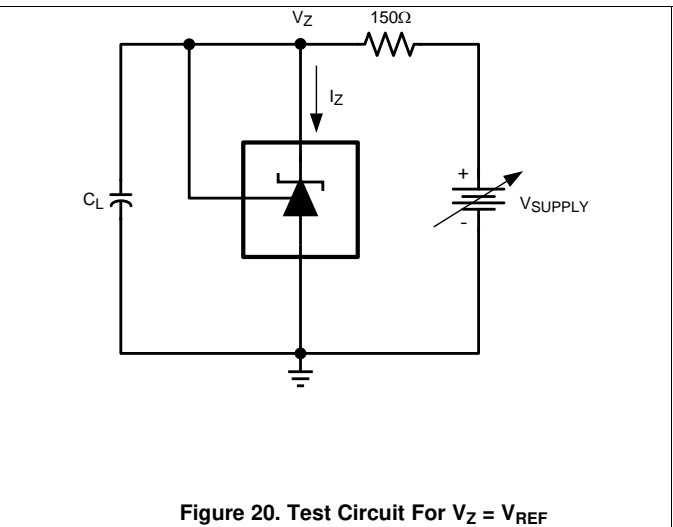 VZ 150Ω
IZ
CL
+
VSUPPLY
-
Figure 20. Test Circuit For VZ = VREF